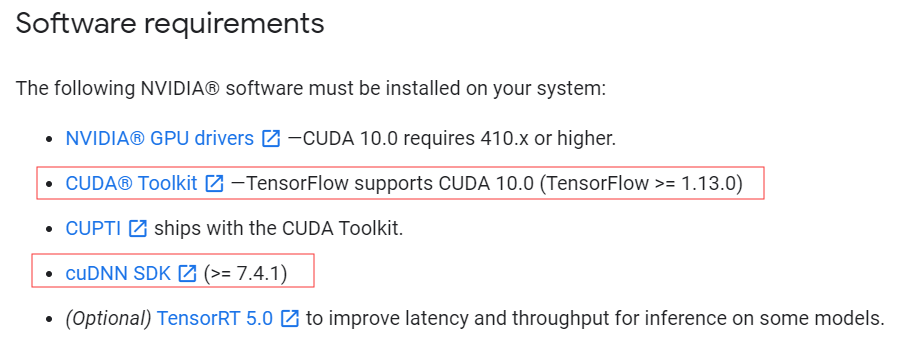 Software requirements
The following NVIDIA® software must be installed on your system:
• NVIDIA® GPU drivers —CUDA 10.0 requires 410.x or higher.
• CUDA® Toolkit —TensorFlow supports CUDA 10.0 (TensorFlow >= 1.13.0)
• CUPTI ships with the CUDA Toolkit.
• cuDNN SDK (>= 7.4.1)
• (Optional) TensorRT 5.0 to improve latency and throughput for inference on some models.